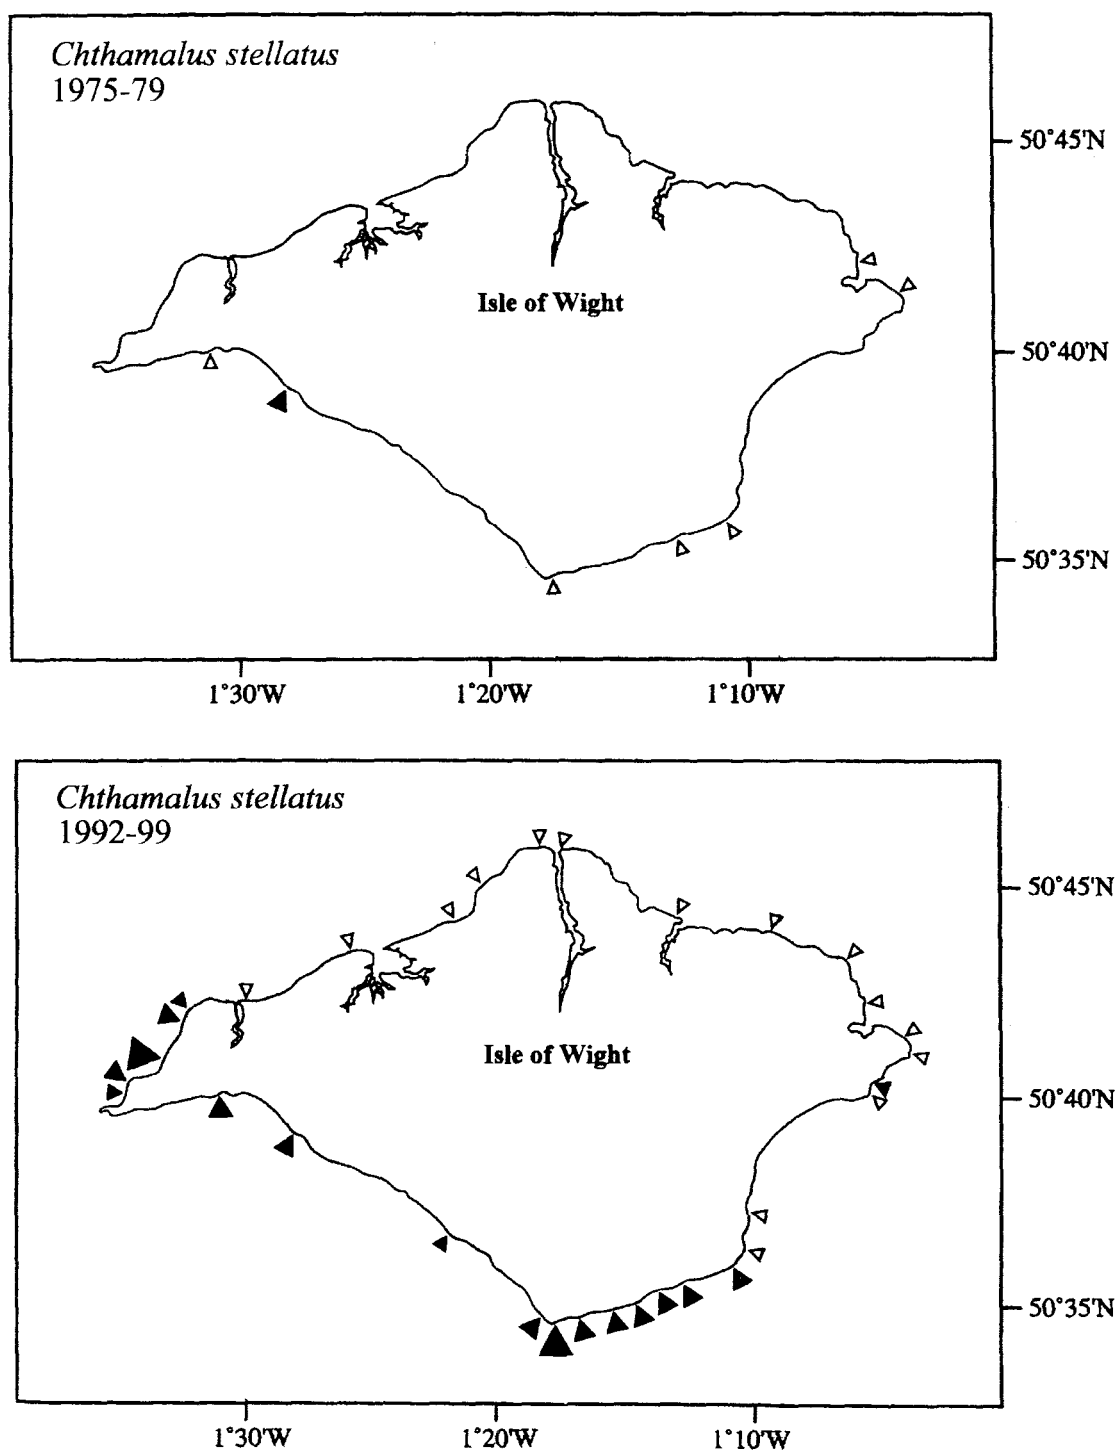 Chthamalus stellatus
1975-79
50°45'N
Isle of Wight
50°40'N
50°35'N
1°30'W
1°20'W
1°10'W
Chthamalus stellatus
1992-99
50°45'N
Isle of Wight
50°40'N
50°35'N
1°30'W
1°20'W
1°10'W